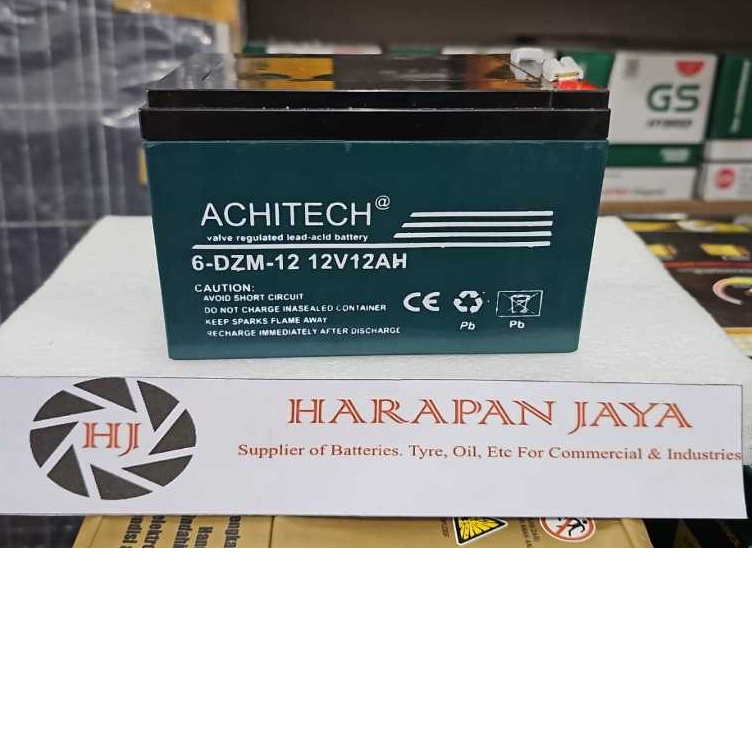 GS
HYBRID
ACHITECH@
valve regulated lead-acid battery
6-DZM-12 12V12AH
CAUTION:
AVOID SHORT CIRCUIT
DO NOT CHARGE INASEALED CONTAINER
KEEP SPARKS FLAME AWAY
RECHARGE IMMEDIATELY AFTER DISCHARGE
CE
Pb
Pb
HJ
HARAPAN JAYA
Supplier of Batteries. Tyre, Oil, Etc For Commercial & Industries